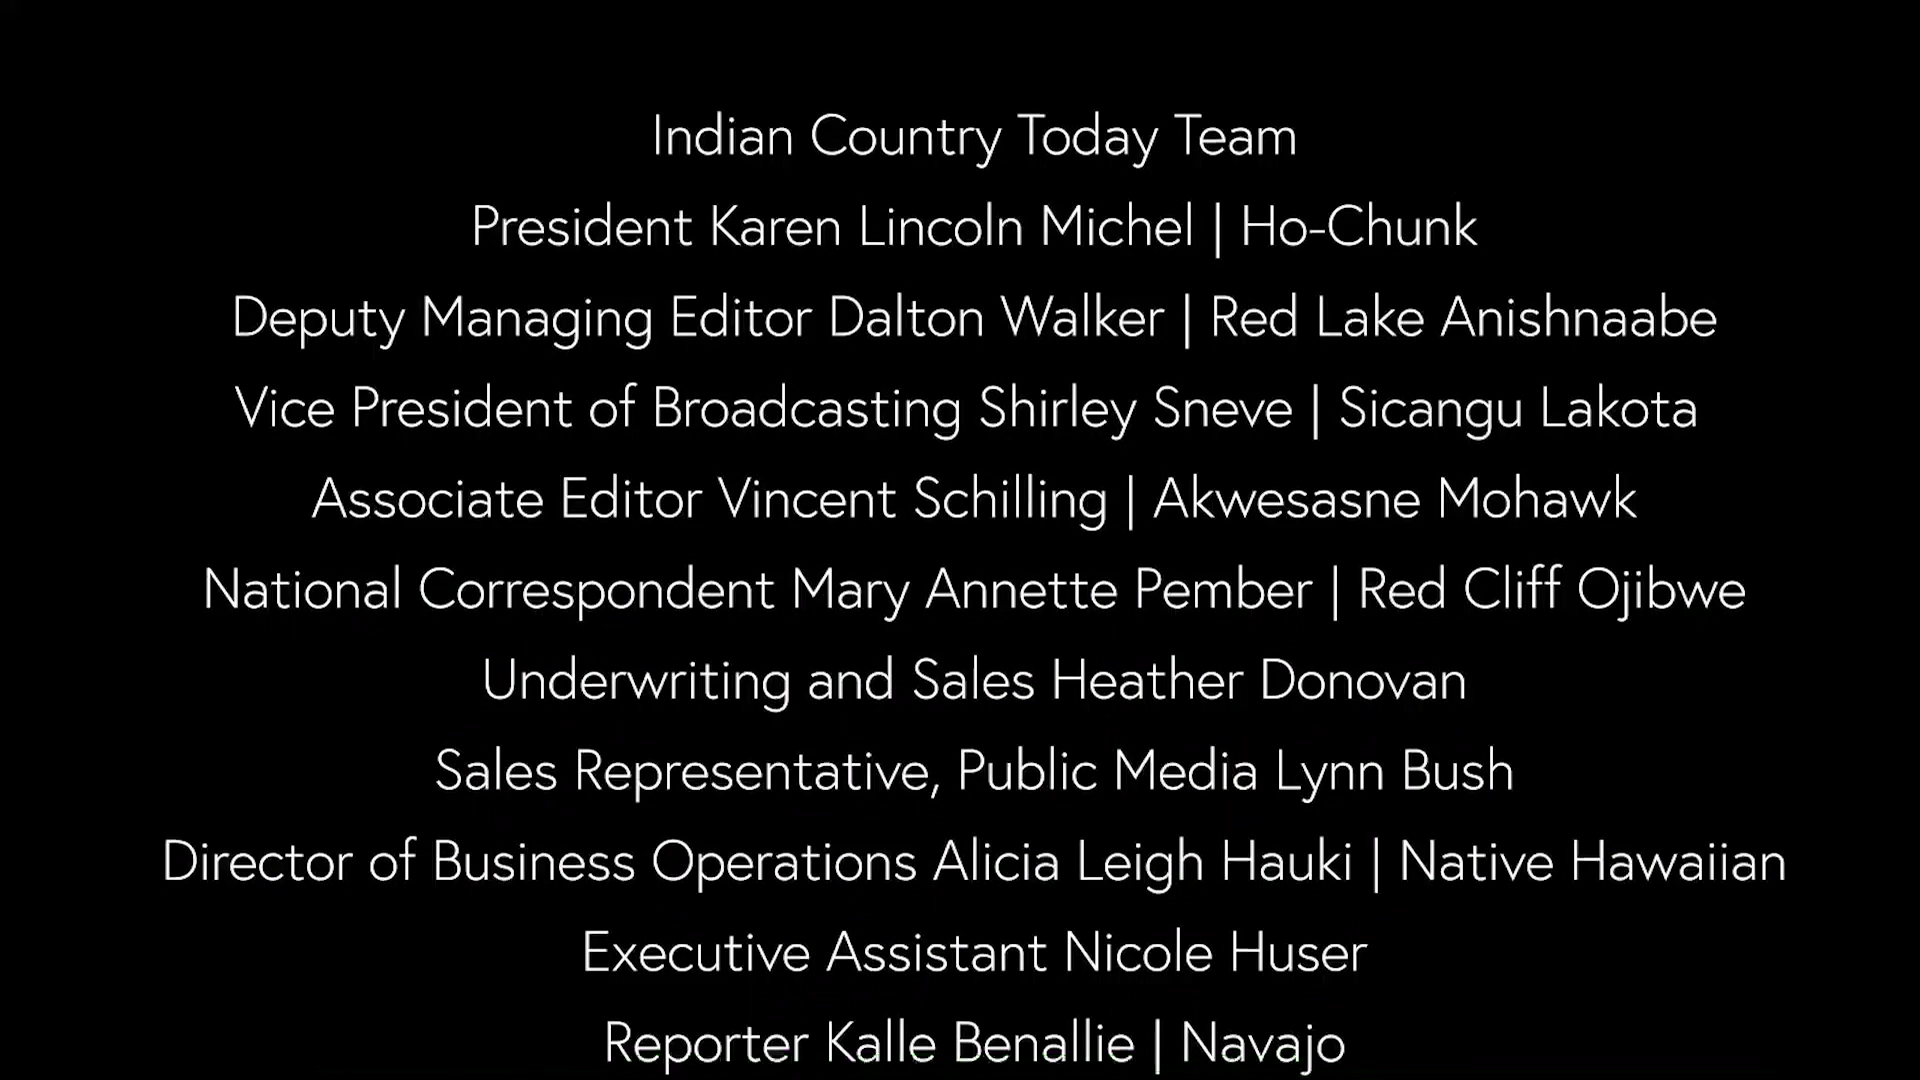 Indian Country Today Team
President Karen Lincoln Michel | Ho-Chunk
Deputy Managing Editor Dalton Walker | Red Lake Anishnaabe
Vice President of Broadcasting Shirley Sneve | Sicangu Lakota
Associate Editor Vincent Schilling | Akwesasne Mohawk
National Correspondent Mary Annette Pember | Red Cliff Ojibwe
Underwriting and Sales Heather Donovan
Sales Representative, Public Media Lynn Bush
Director of Business Operations Alicia Leigh Hauki | Native Hawaiian
Executive Assistant Nicole Huser
Reporter Kalle Benallie | Navajo